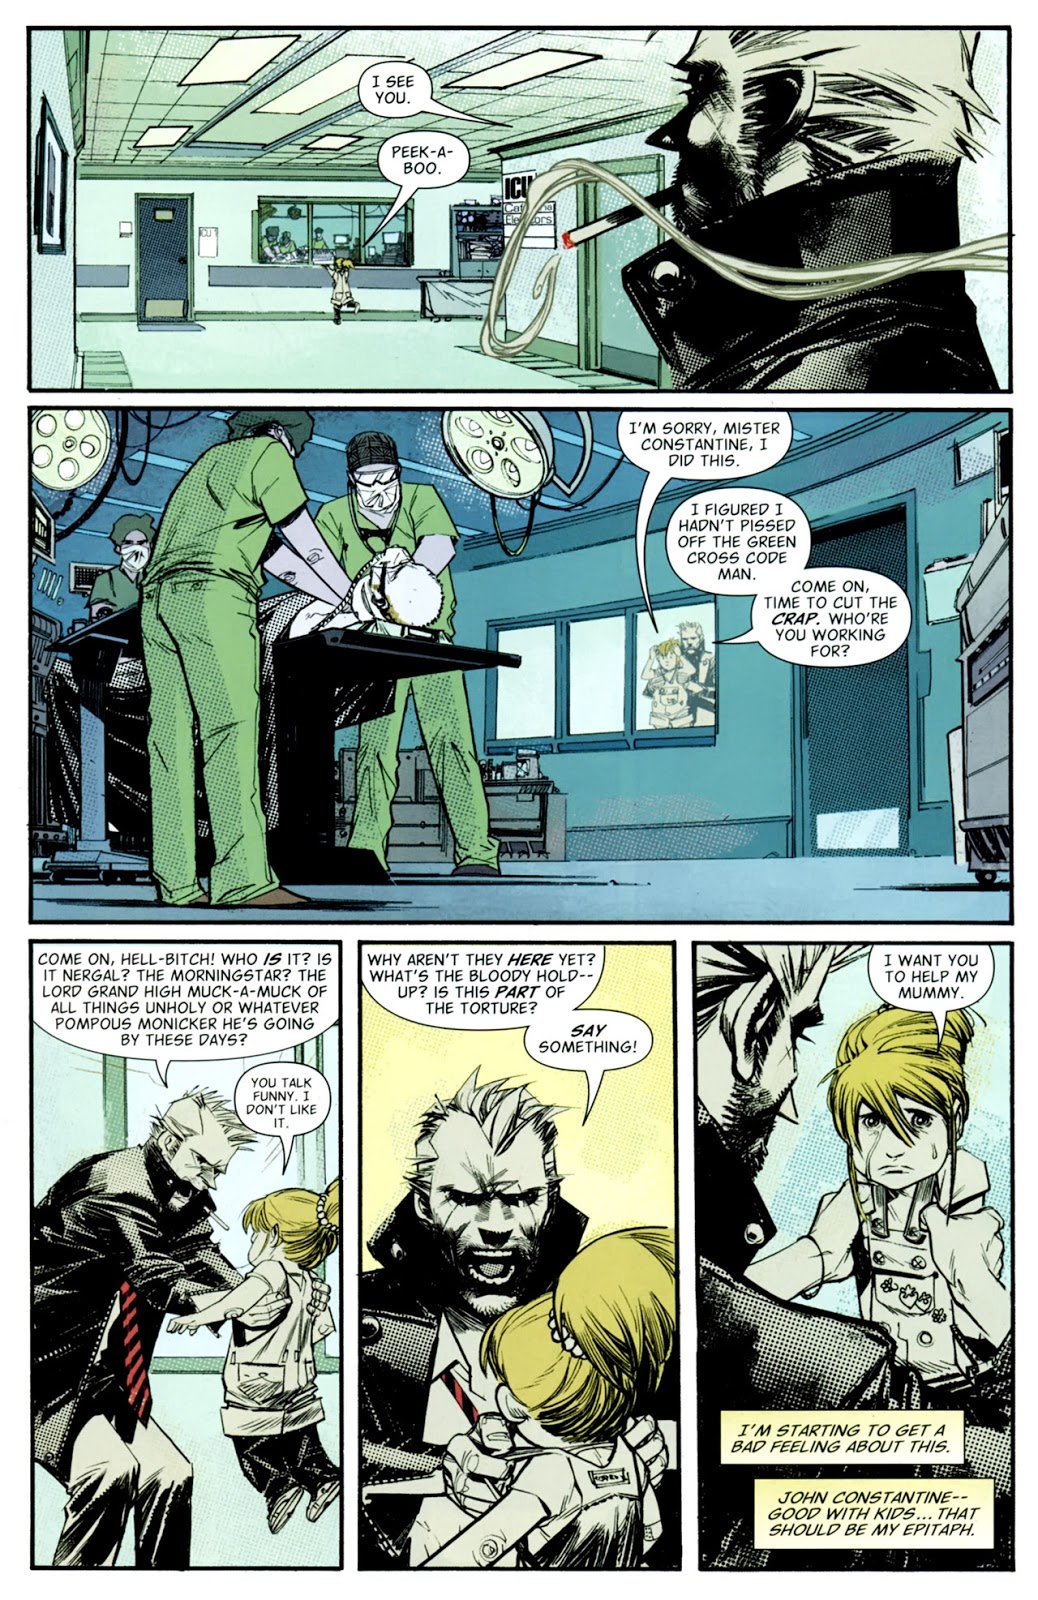 I SEE
YOU.
PEEK-A-
BOO.
ICU
I'M SORRY, MISTER
CONSTANTINE, I
DID THIS.
I FIGURED I
HADN'T PISSED
OFF THE GREEN
CROSS CODE
MAN.
COME ON,
TIME TO CUT THE
CRAP. WHO'RE
YOU WORKING
FOR?
COME ON, HELL-BITCH! WHO IS IT? IS
IT NERGAL? THE MORNINGSTAR? THE
LORD GRAND HIGH MUCK-A-MUCK OF
ALL THINGS UNHOLY OR WHATEVER
POMPOUS MONICKER HE'S GOING
BY THESE DAYS?
YOU TALK
FUNNY. I
DON'T LIKE
IT.
WHY AREN'T THEY HERE YET?
WHAT'S THE BLOODY HOLD--
UP? IS THIS PART OF
THE TORTURE?
SAY
SOMETHING!
I WANT YOU
TO HELP MY
MUMMY.
I'M STARTING TO GET A
BAD FEELING ABOUT THIS.
JOHN CONSTANTINE--
GOOD WITH KIDS... THAT
SHOULD BE MY EPITAPH.